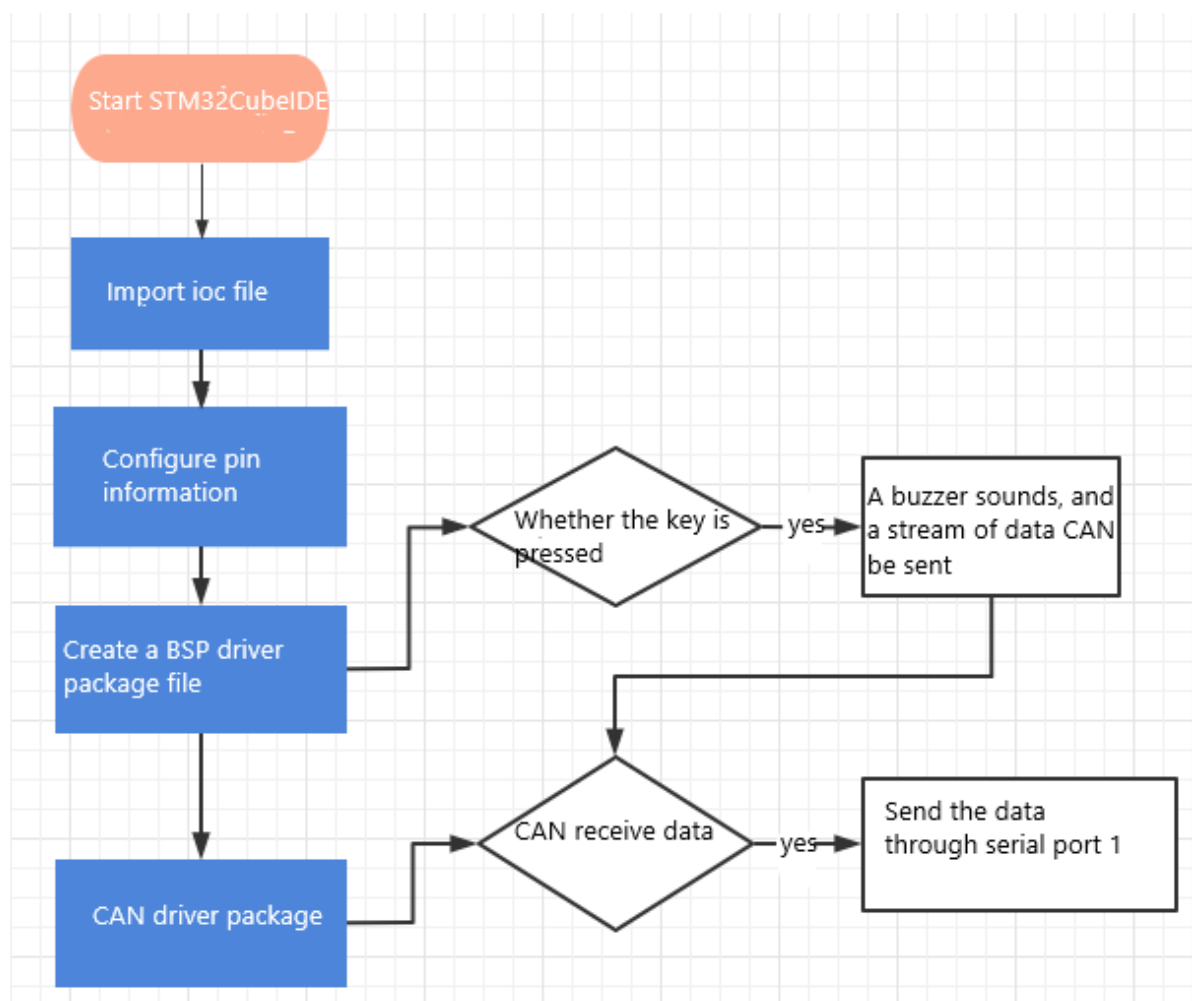 Start STM32CubeIDE
Import ioc file
Configure pin
information
Whether the key is
pressed
yes
A buzzer sounds, and
a stream of data CAN
be sent
Create a BSP driver
package file
CAN receive data
yes
Send the data
through serial port 1
CAN driver package